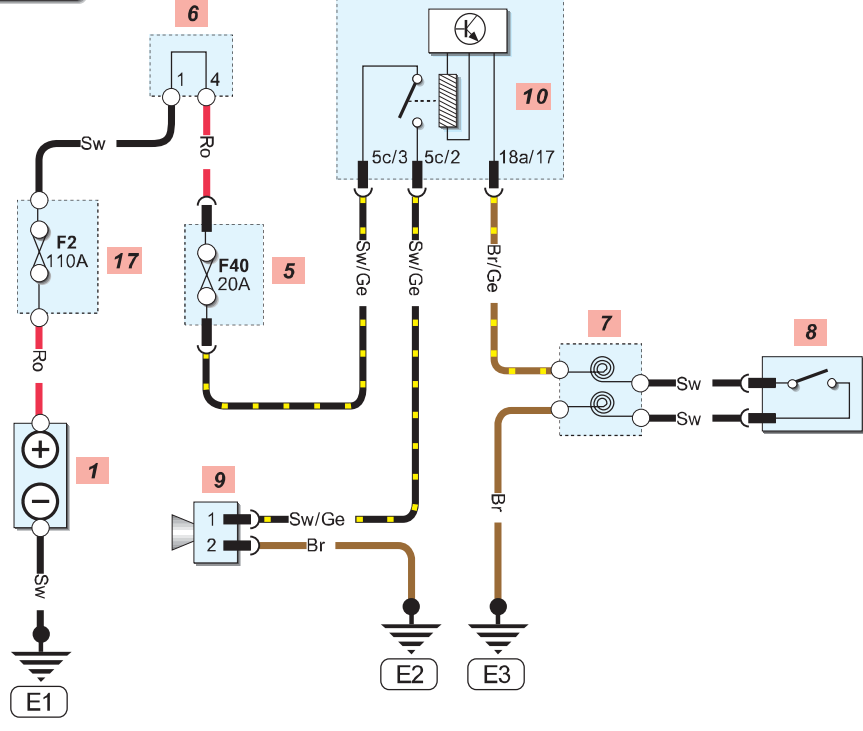 6
1 4
Sw
Ro
10
5c/3 5c/2 18a/17
F2
110A
17
F40
20A
5
Sw/Ge
Sw/Ge
Br/Ge
7
8
Ro
Sw
Sw
+
1
−
9
1
Sw/Ge
2
Br
Br
Sw
E1
E2
E3